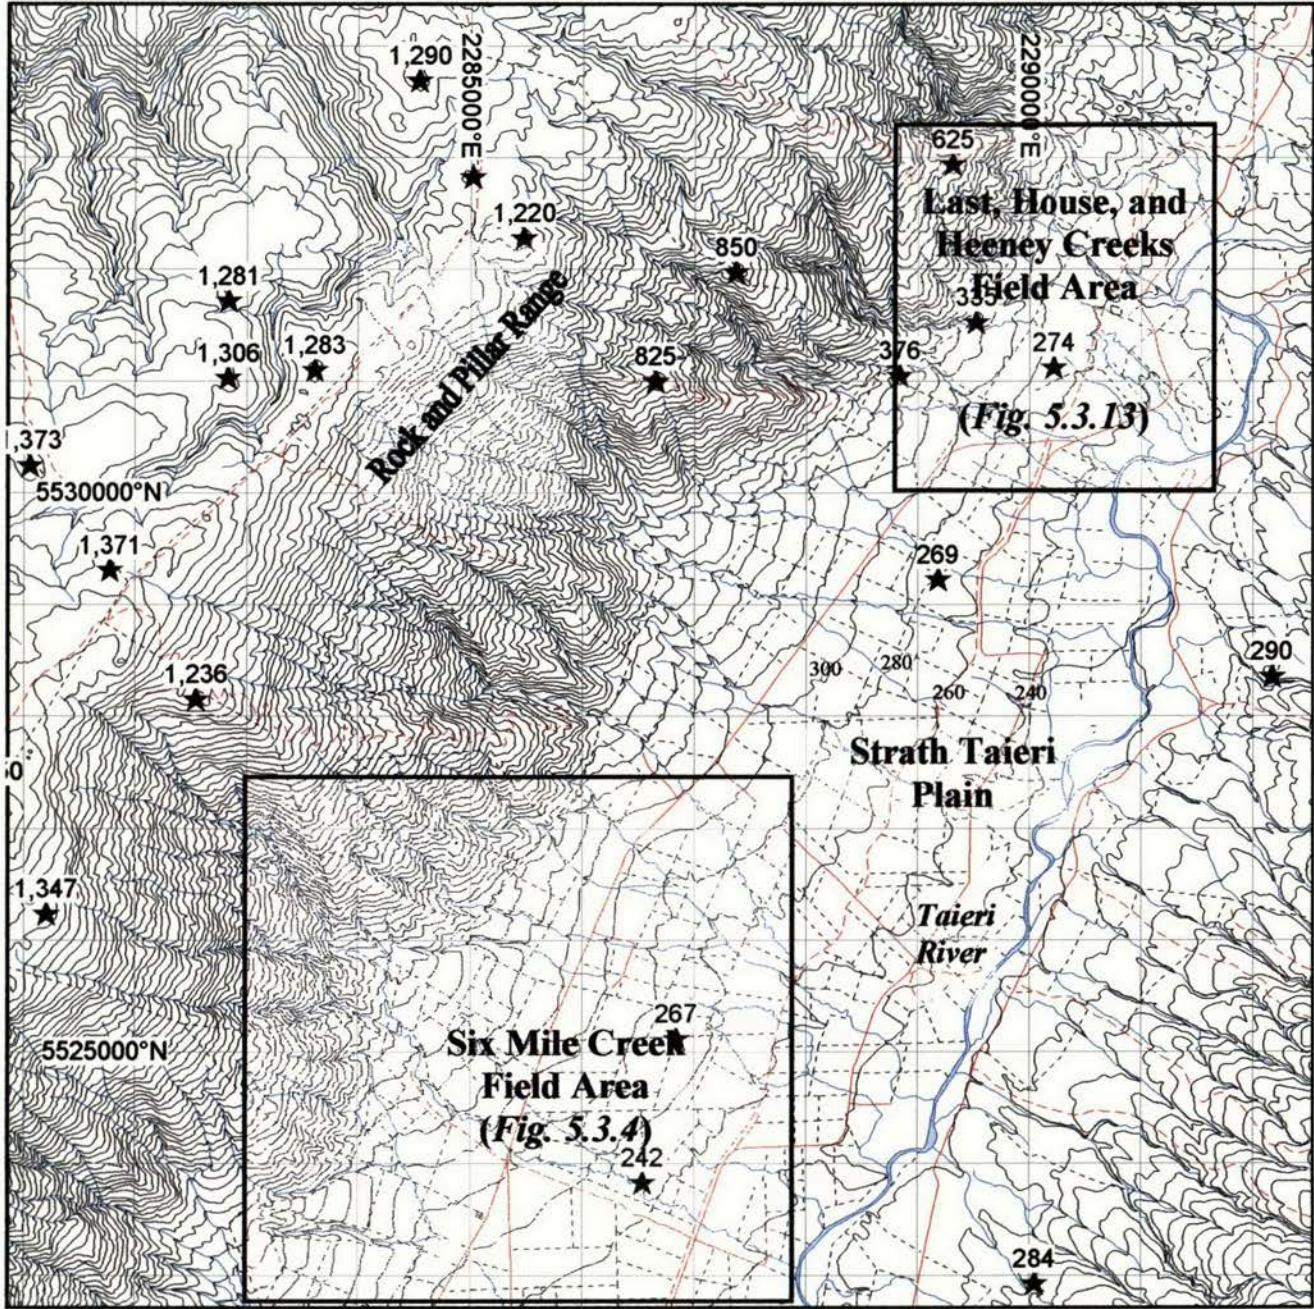 1,290
2285000°E
2290000°E
625
Last, House, and
Heeney Creeks
Field Area
335
376
274
(Fig. 5.3.13)
1,220
850
1,281
1,306
1,283
825
Rock and Pillar Range
1,373
5530000°N
1,371
269
290
1,236
300
280
260
240
Strath Taieri
Plain
1,347
Taieri
River
5525000°N
267
Six Mile Creek
Field Area
(Fig. 5.3.4)
242
284